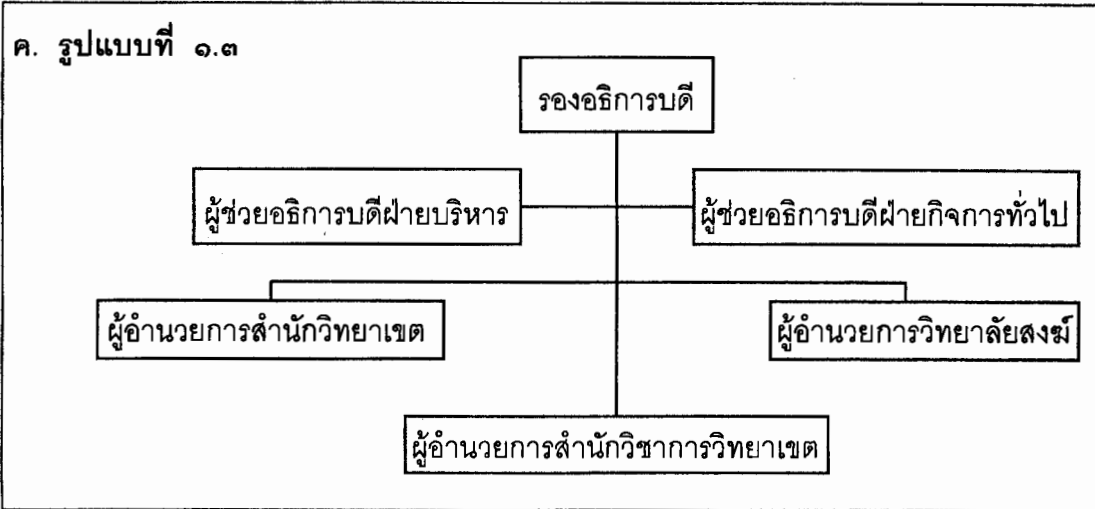 ค. รูปแบบที่ ๑.๓
รองอธิการบดี
ผู้ช่วยอธิการบดีฝ่ายบริหาร
ผู้ช่วยอธิการบดีฝ่ายกิจการทั่วไป
ผู้อำนวยการสำนักวิทยาเขต
ผู้อำนวยการวิทยาลัยสงฆ์
ผู้อำนวยการสำนักวิชาการวิทยาเขต